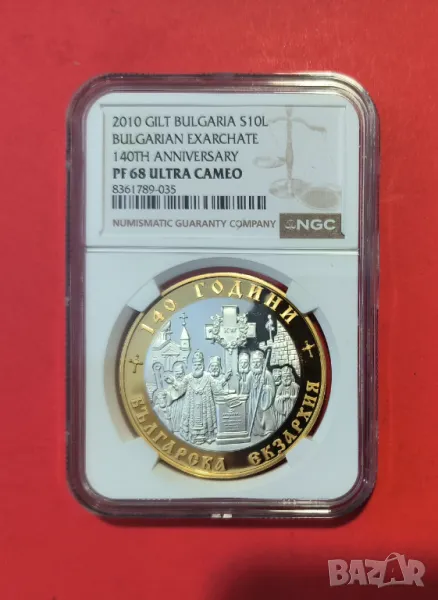 2010 GILT BULGARIA S10L
BULGARIAN EXARCHATE
140TH ANNIVERSARY
PF 68 ULTRA CAMEO
8361789-035
NUMISMATIC GUARANTY COMPANY
NGC
140 ГОДИНИ
БЪЛГАРСКА ЕКЗАРХИЯ
BAZAR